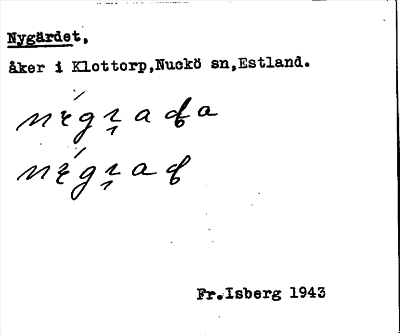 Nygärdet,
åker i Klottorp,Nuckö sn,Estland.
Fr.Isberg 1943